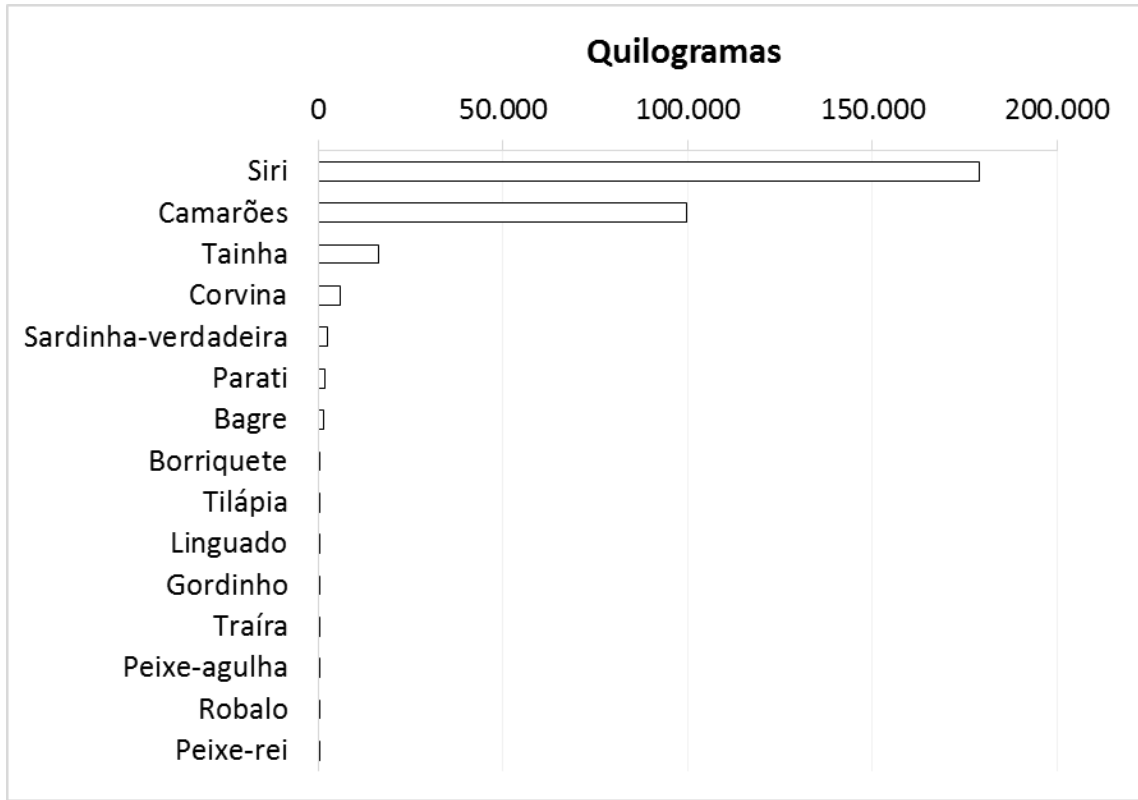 Quilogramas
0 50.000 100.000 150.000 200.000
Siri
Camarões
Tainha
Corvina
Sardinha-verdadeira
Parati
Bagre
Borriquete
Tilápia
Linguado
Gordinho
Traíra
Peixe-agulha
Robalo
Peixe-rei